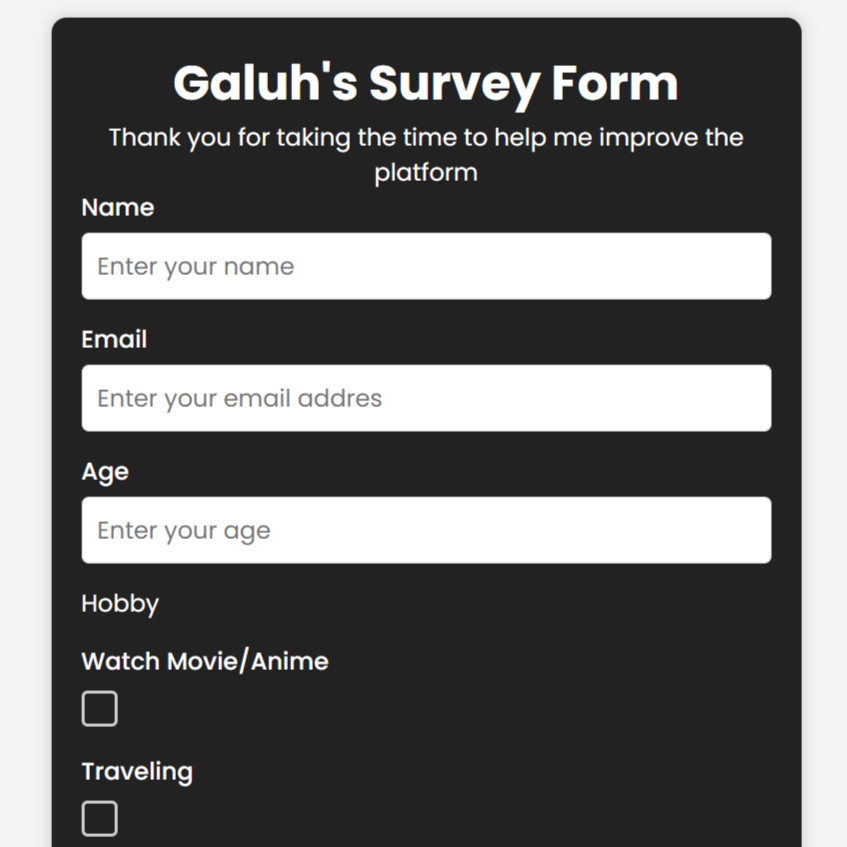 Galuh's Survey Form
Thank you for taking the time to help me improve the
platform
Name
Enter your name
Email
Enter your email addres
Age
Enter your age
Hobby
Watch Movie/Anime
Traveling